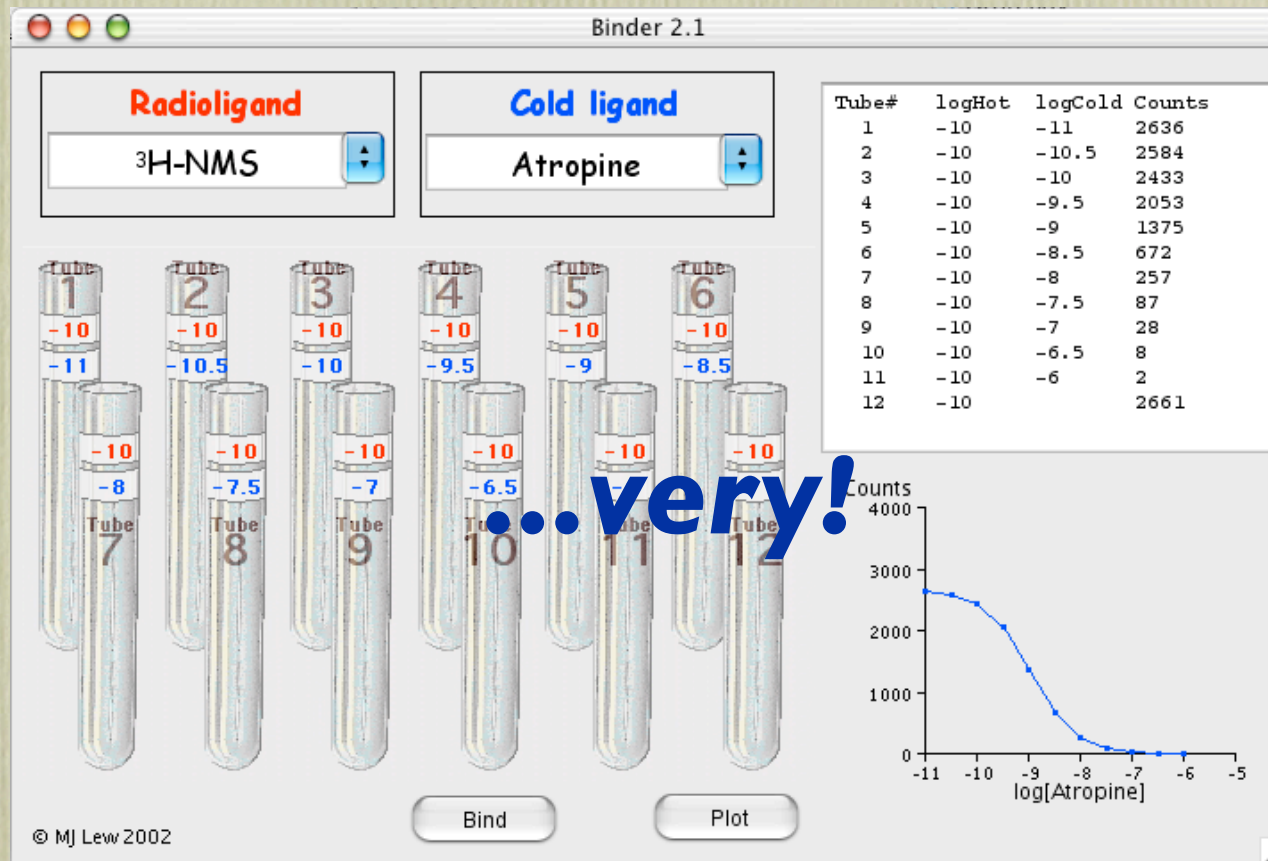 Binder 2.1
Radioligand
³H-NMS
Cold ligand
Atropine
Tube# logHot logCold Counts
1 -10 -11 2636
2 -10 -10.5 2584
3 -10 -10 2433
4 -10 -9.5 2053
5 -10 -9 1375
6 -10 -8.5 672
7 -10 -8 257
8 -10 -7.5 87
9 -10 -7 28
10 -10 -6.5 8
11 -10 -6 2
12 -10 2661
Tube Tube Tube Tube Tube Tube
1 2 3 4 5 6
-10 -10 -10 -10 -10 -10
-11 -10.5 -10 -9.5 -9 -8.5
-10 -10 -10 -10 -10 -10
-8 -7.5 -7 -6.5
Tube Tube Tube Tube Tube Tube
7 8 9 10 11 12
...very!
Counts
4000
3000
2000
1000
0
-11 -10 -9 -8 -7 -6 -5
log[Atropine]
Bind
Plot
© MJ Lew 2002